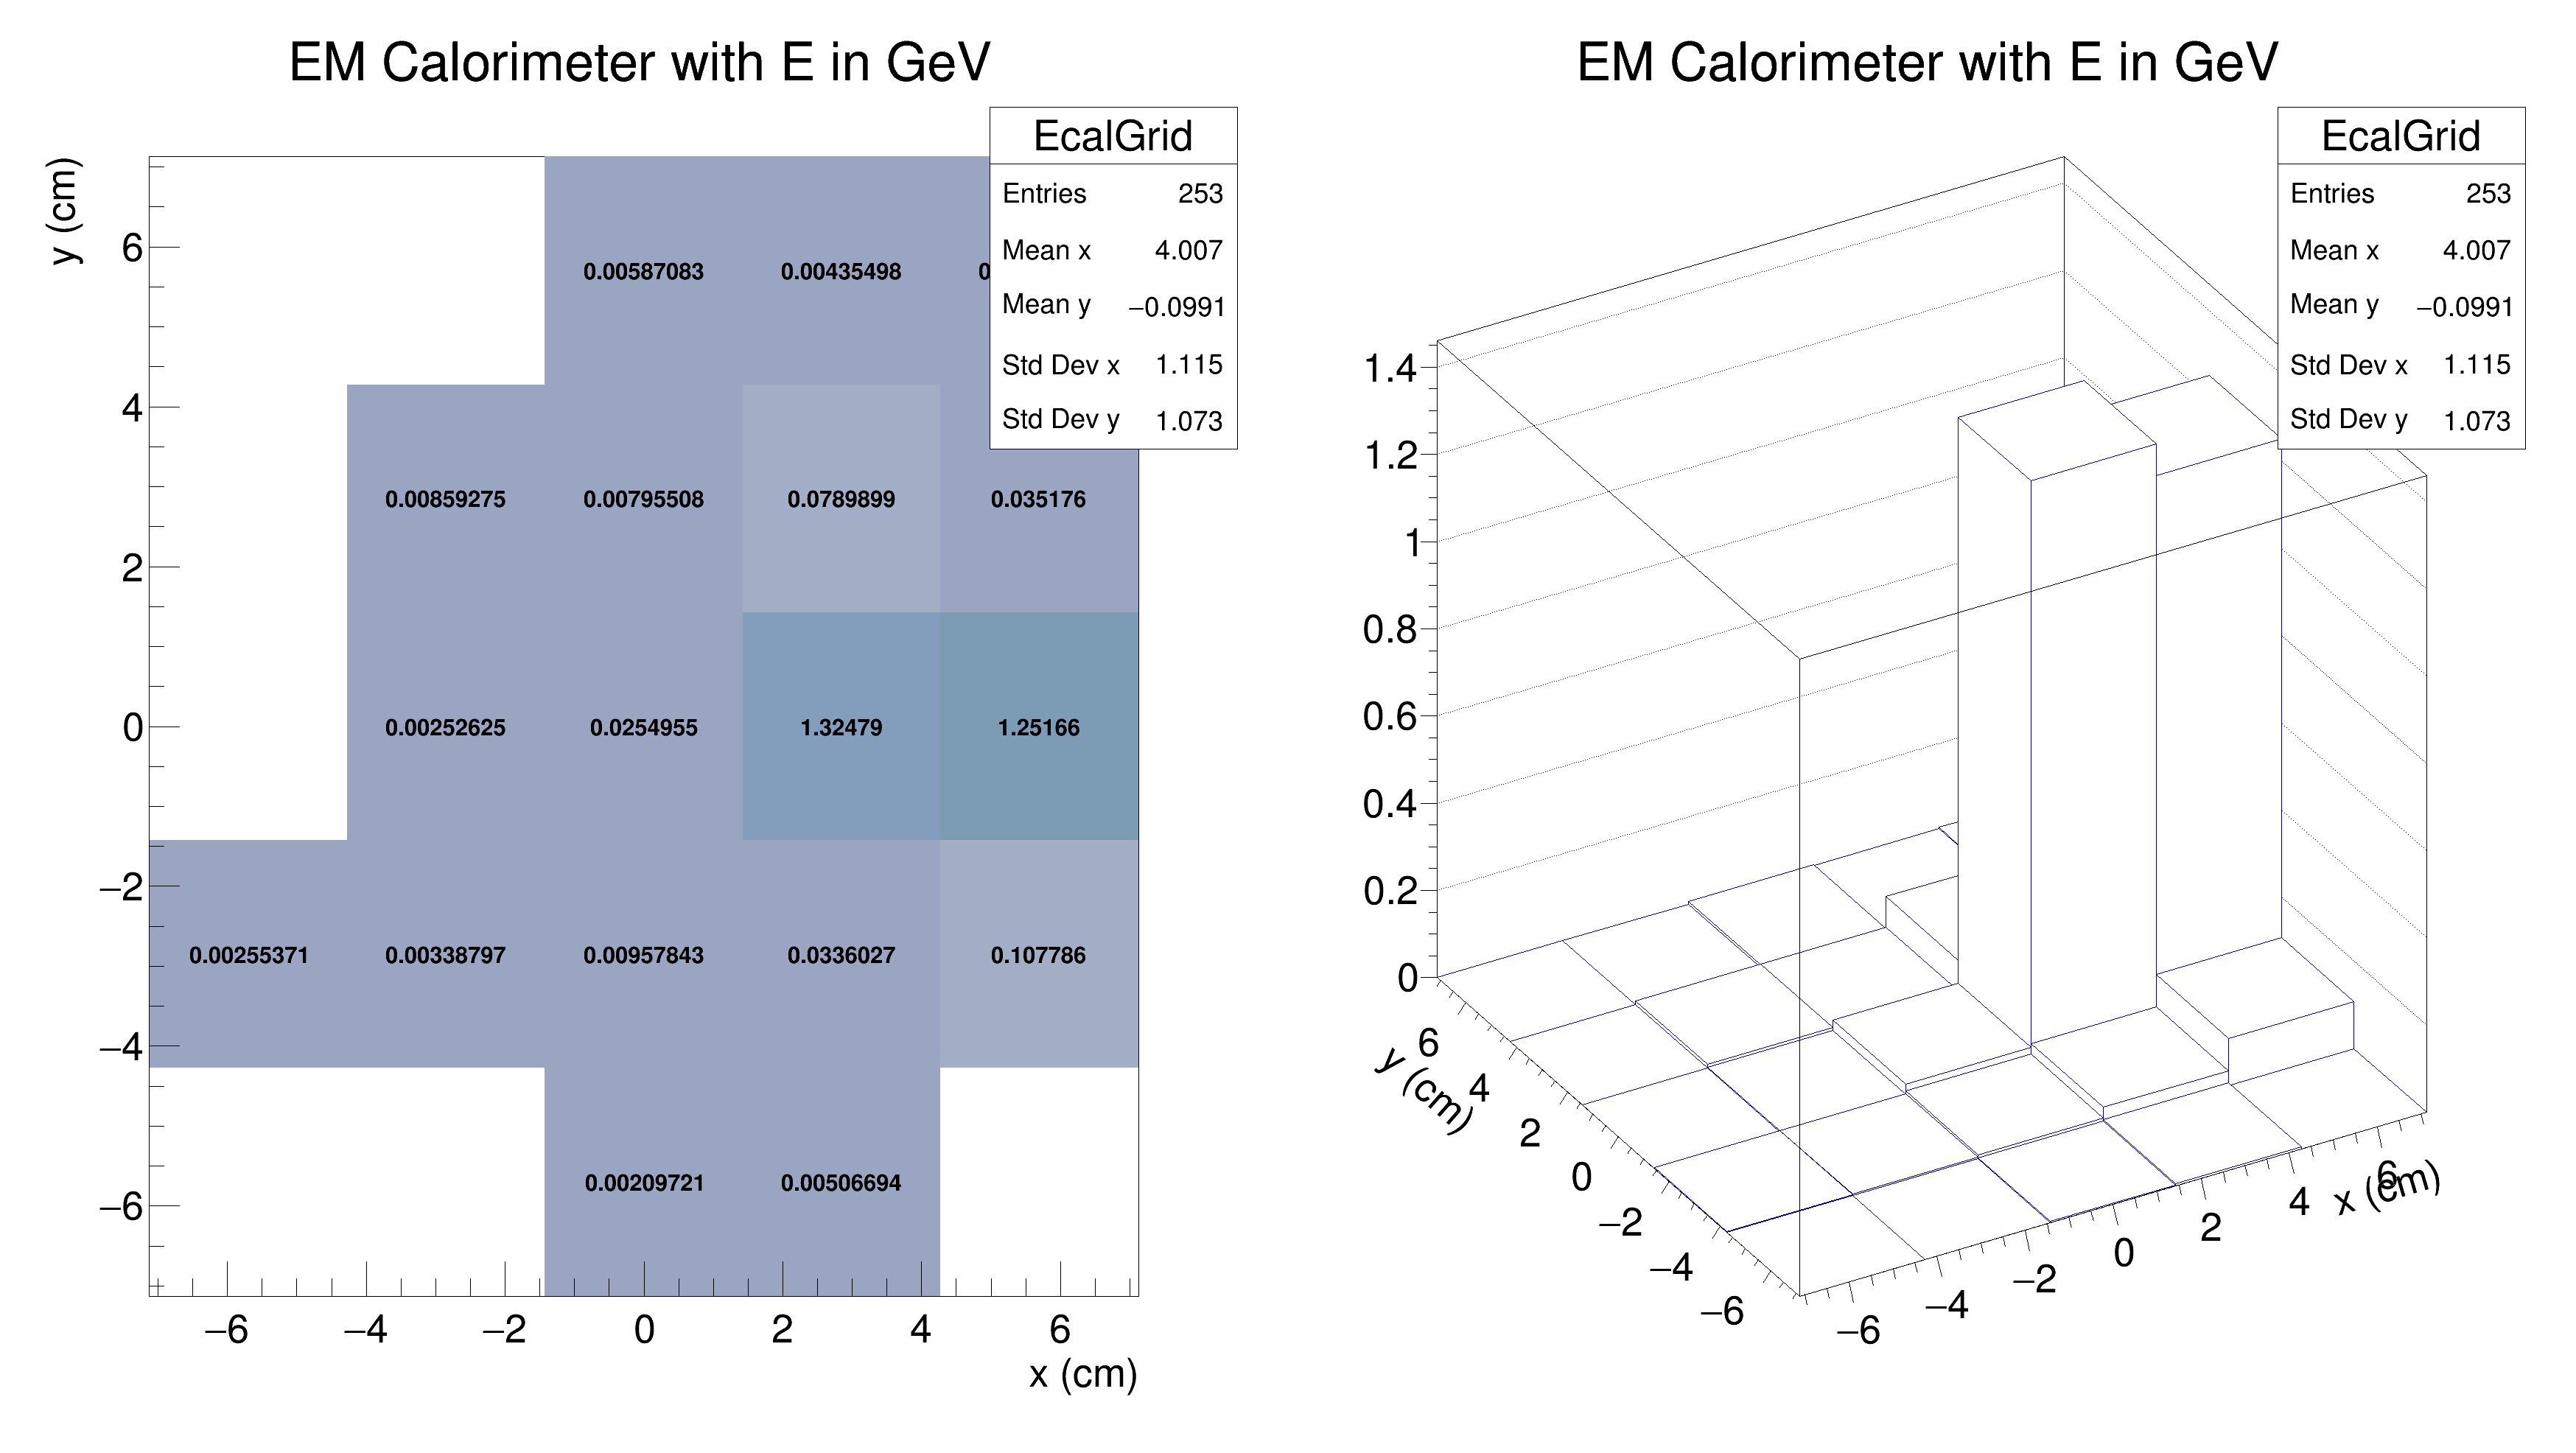 EM Calorimeter with E in GeV
EcalGrid
Entries 253
Mean x 4.007
Mean y −0.0991
Std Dev x 1.115
Std Dev y 1.073
y (cm)
6
4
2
0
−2
−4
−6
0.00587083 0.00435498
0.00859275 0.00795508 0.0789899 0.035176
0.00252625 0.0254955 1.32479 1.25166
0.00255371 0.00338797 0.00957843 0.0336027 0.107786
0.00209721 0.00506694
−6 −4 −2 0 2 4 6
x (cm)
EM Calorimeter with E in GeV
EcalGrid
Entries 253
Mean x 4.007
Mean y −0.0991
Std Dev x 1.115
Std Dev y 1.073
1.4
1.2
1
0.8
0.6
0.4
0.2
0
6
4
2
0
−2
−4
−6
y (cm)
−6 −4 −2 0 2 4 6
x (cm)